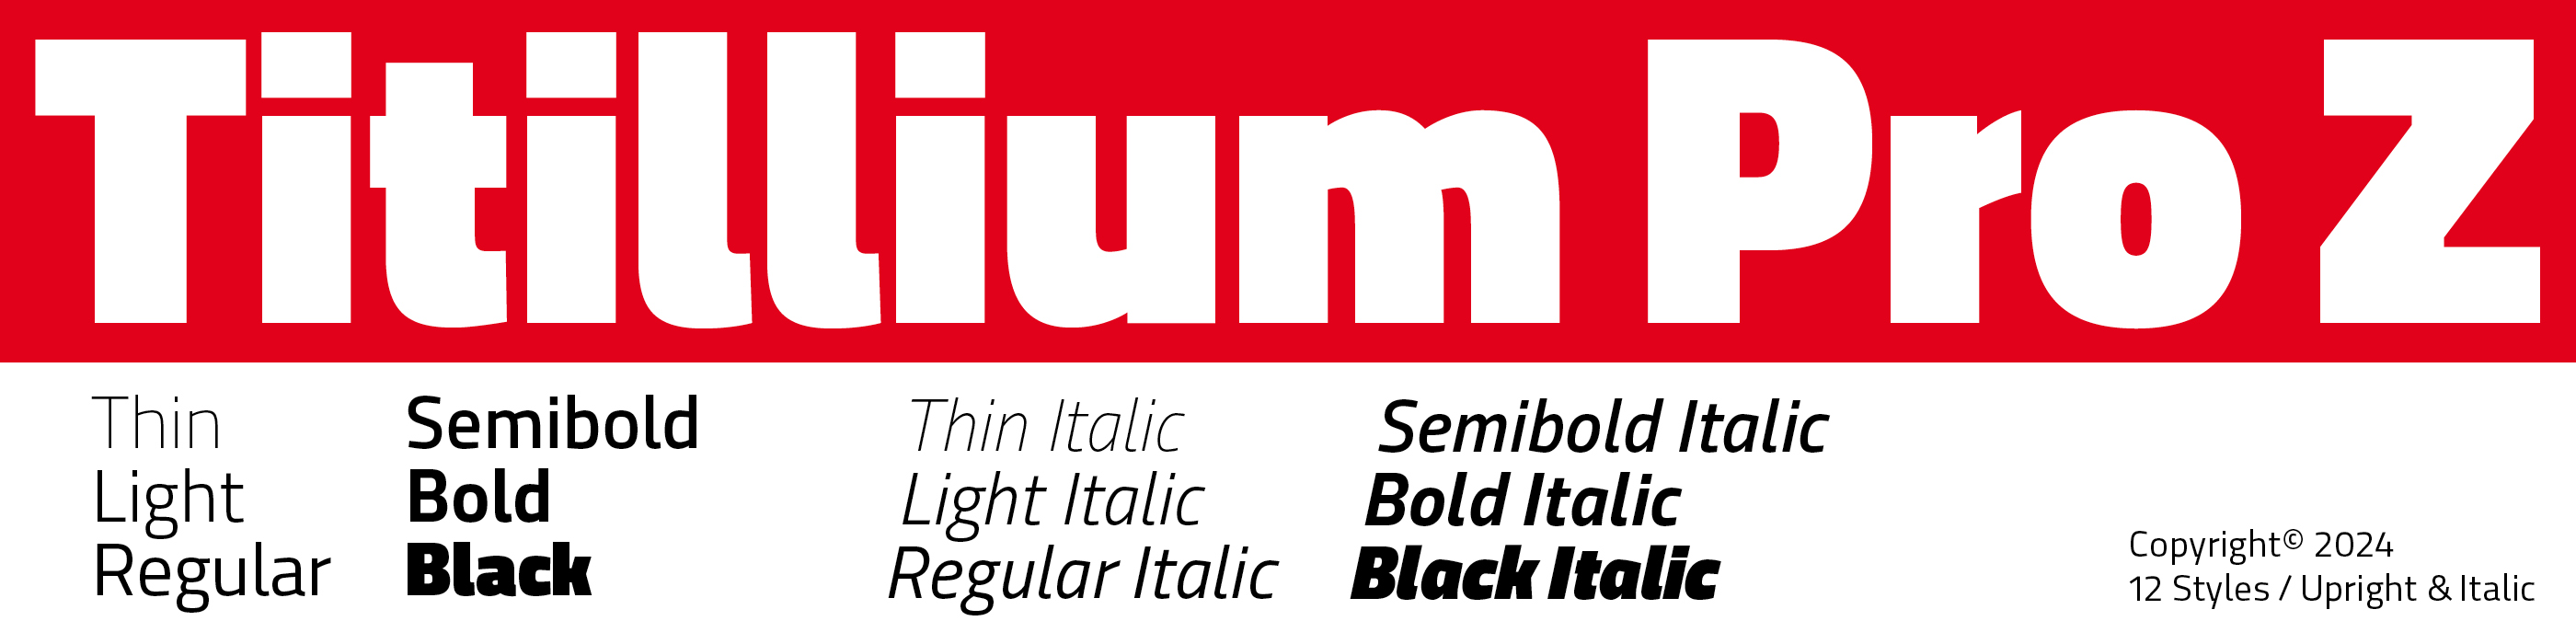 Titillium Pro Z
Thin
Light
Regular
Semibold
Bold
Black
Thin Italic
Light Italic
Regular Italic
Semibold Italic
Bold Italic
Black Italic
Copyright© 2024
12 Styles / Upright & Italic